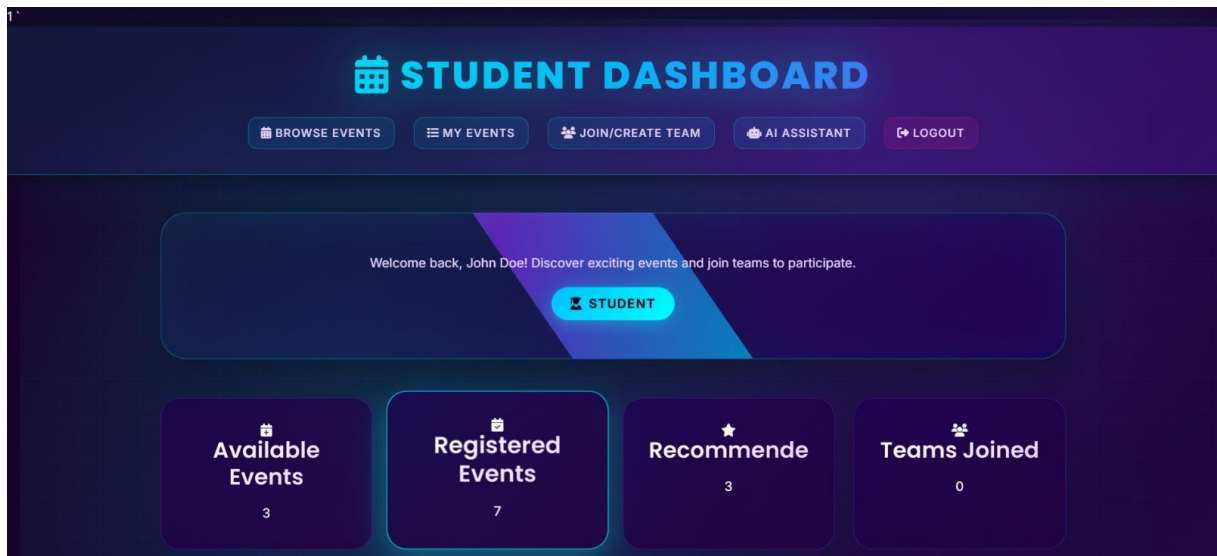 1`
STUDENT DASHBOARD
BROWSE EVENTS MY EVENTS JOIN/CREATE TEAM AI ASSISTANT LOGOUT
Welcome back, John Doe! Discover exciting events and join teams to participate.
STUDENT
Available
Events
3
Registered
Events
7
Recommende
3
Teams Joined
0